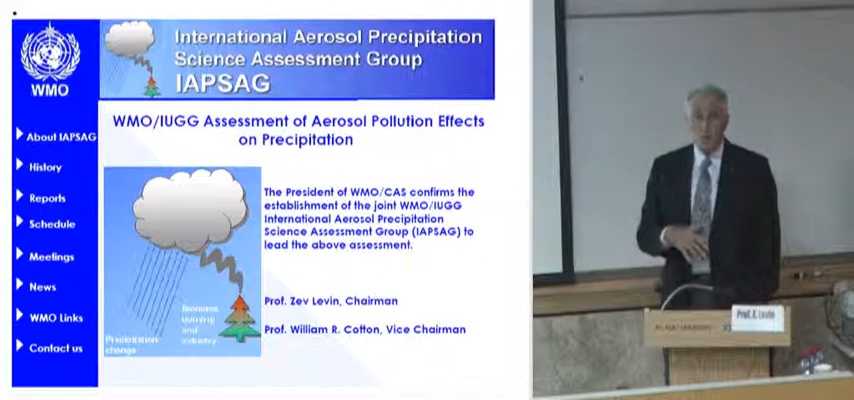 International Aerosol Precipitation
Science Assessment Group
IAPSAG
WMO
WMO/IUGG Assessment of Aerosol Pollution Effects
on Precipitation
About IAPSAG
History
Reports
Schedule
Meetings
News
WMO Links
Contact us
The President of WMO/CAS confirms the
establishment of the joint WMO/IUGG
International Aerosol Precipitation
Science Assessment Group (IAPSAG) to
lead the above assessment.
Prof. Zev Levin, Chairman
Prof. William R. Cotton, Vice Chairman
Biomass
burning
and
industry
Precipitation
change
Prof. Z. Levin